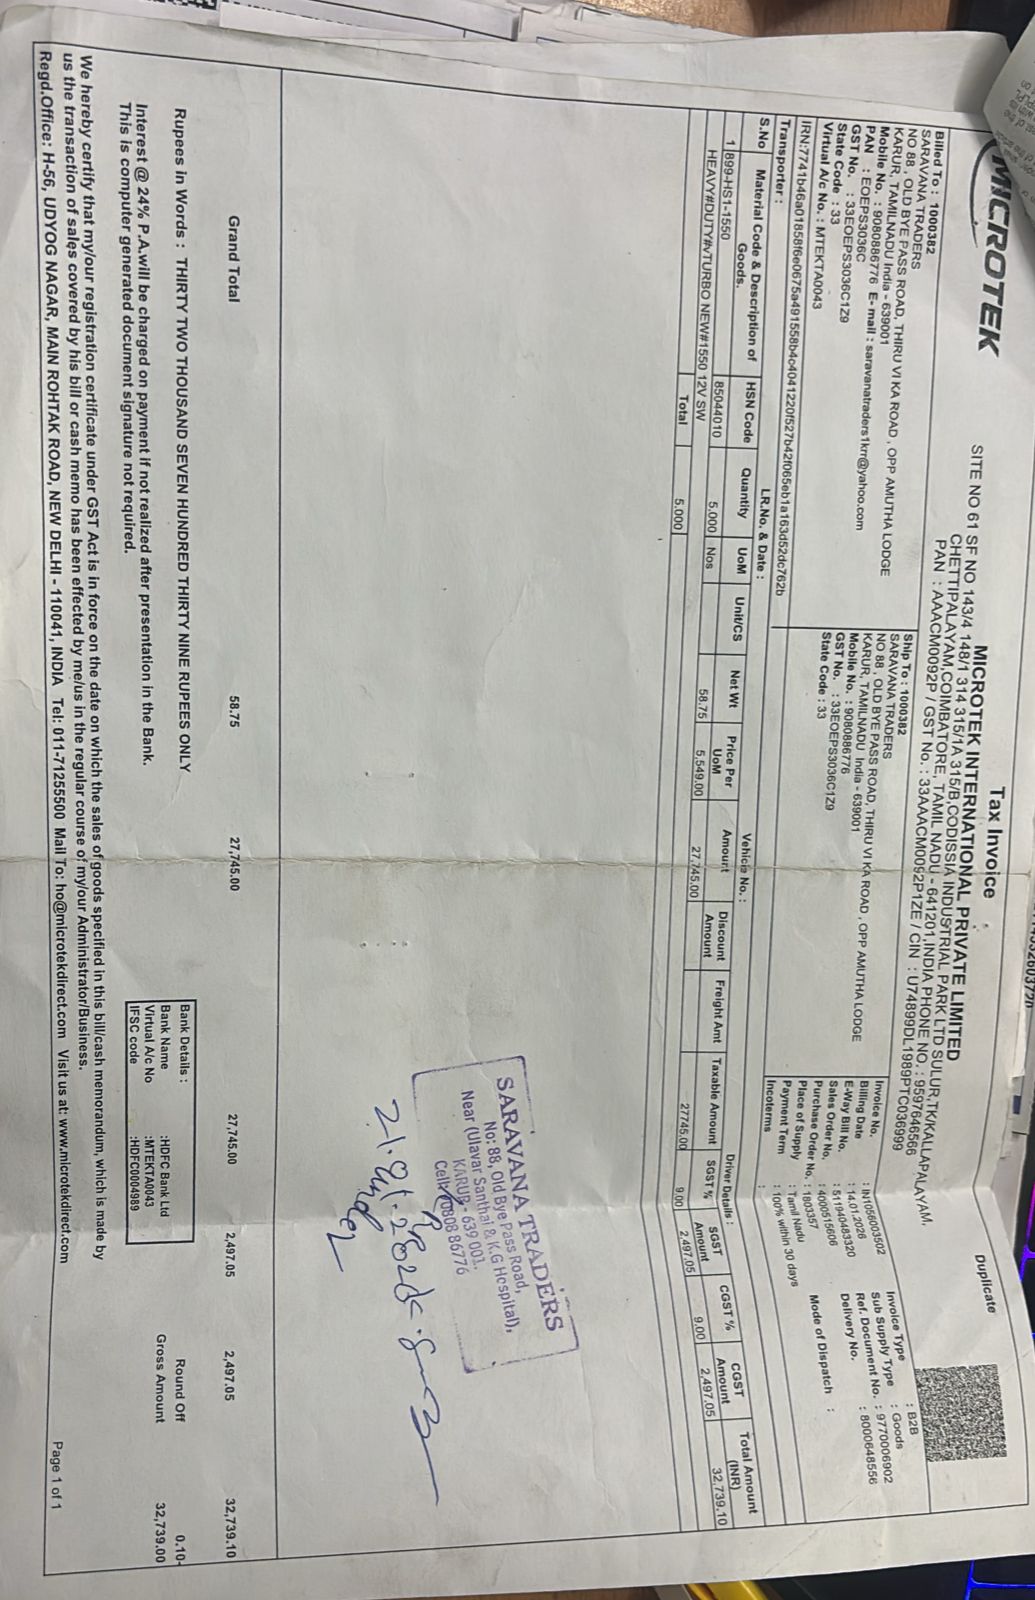 MICROTEK
Tax Invoice
Duplicate
MICROTEK INTERNATIONAL PRIVATE LIMITED
SITE NO 61 SF NO 143/4 148/1 314 315/1A 315/B,CODISSIA INDUSTRIAL PARK LTD SULUR,TK/KALLAPALAYAM,
CHETTIPALAYAM,COIMBATORE, TAMIL NADU - 641201,INDIA PHONE NO. : 9597646566
PAN : AAACM0092P / GST No. : 33AAACM0092P1ZE / CIN : U74899DL1989PTC036999
Billed To : 1000382
SARAVANA TRADERS
NO 88 , OLD BYE PASS ROAD, THIRU VI KA ROAD , OPP AMUTHA LODGE
KARUR, TAMILNADU India - 639001
Mobile No. : 9080886776 E- mail : saravanatraders1krr@yahoo.com
PAN : EOEPS3036C
GST No. : 33EOEPS3036C1Z9
State Code : 33
Virtual A/c No. : MTEKTA0043
Ship To : 1000382
SARAVANA TRADERS
NO 88 , OLD BYE PASS ROAD, THIRU VI KA ROAD , OPP AMUTHA LODGE
KARUR, TAMILNADU India - 639001
Mobile No. : 9080886776
GST No. : 33EOEPS3036C1Z9
State Code : 33
Invoice No. : IN1056003502
Billing Date : 14.01.2026
E-Way Bill No. : 511940483320
Sales Order No. : 4000515606
Purchase Order No. : 1803357
Place of Supply : Tamil Nadu
Payment Term : 100% within 30 days
Incoterms :
Invoice Type : B2B
Sub Supply Type : Goods
Ref. Document No. : 9770006902
Delivery No. : 8000648556
Mode of Dispatch :
IRN:7741b46a01858f6e0675a491558b4c4041220f527b42f065eb1a163d52dc762b
Transporter : LR.No. & Date : Vehicle No. : Driver Details :
S.No Material Code & Description of Goods. HSN Code Quantity UoM Unit/CS Net Wt Price Per UoM Amount Discount Amount Freight Amt Taxable Amount SGST % SGST Amount CGST % CGST Amount Total Amount (INR)
1 899-HS1-1550 85044010 5.000 Nos 58.75 5,549.00 27,745.00 27745.00 9.00 2,497.05 9.00 2,497.05 32,739.10
HEAVY#DUTY#vTURBO NEW#1550 12V SW
Total 5.000
SARAVANA TRADERS
No: 88, Old Bye Pass Road,
Near (Ulavar Santhai & K.G Hospital),
KARUR - 639 001.
Cell: 90808 86776
Grand Total 58.75 27,745.00 27,745.00 2,497.05 2,497.05 32,739.10
Round Off 0.10-
Gross Amount 32,739.00
Rupees in Words : THIRTY TWO THOUSAND SEVEN HUNDRED THIRTY NINE RUPEES ONLY
Bank Details :
Bank Name :HDFC Bank Ltd
Virtual A/c No :MTEKTA0043
IFSC code :HDFC0004989
Interest @ 24% P.A.will be charged on payment if not realized after presentation in the Bank.
This is computer generated document signature not required.
We hereby certify that my/our registration certificate under GST Act is in force on the date on which the sales of goods specified in this bill/cash memorandum, which is made by
us the transaction of sales covered by his bill or cash memo has been effected by me/us in the regular course of my/our Administrator/Business.
Regd.Office: H-56, UDYOG NAGAR, MAIN ROHTAK ROAD, NEW DELHI - 110041, INDIA Tel: 011-71255500 Mail To: ho@microtekdirect.com Visit us at: www.microtekdirect.com
Page 1 of 1